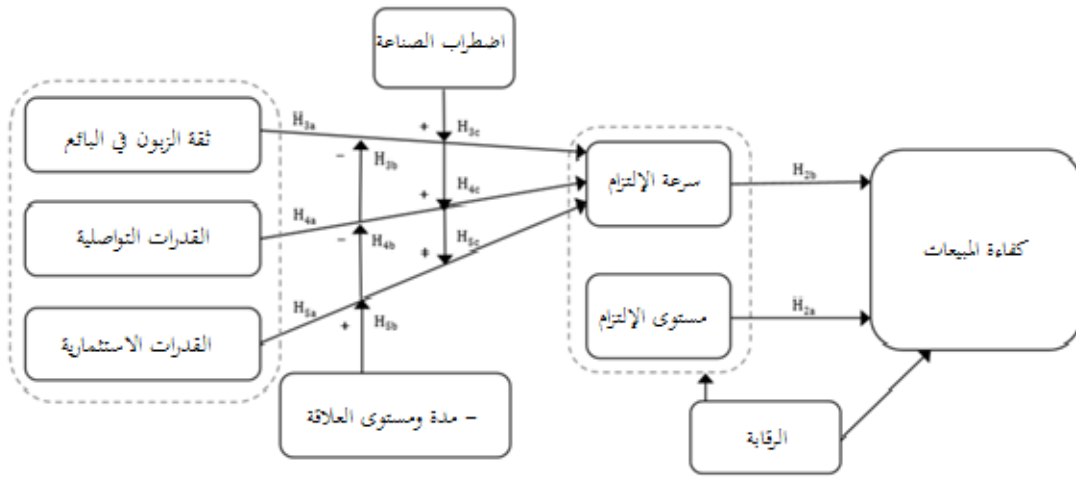 اضطراب الصناعة
ثقة الزبون في البائع
القدرات التواصلية
القدرات الاستثمارية
H3a
+ H3c
− H3b
H4a
+ H4c
− H4b
H5a
+ H5c
+ H5b
− مدة ومستوى العلاقة
سرعة الإلتزام
مستوى الإلتزام
H2b
H2a
كفاءة المبيعات
الرقابة